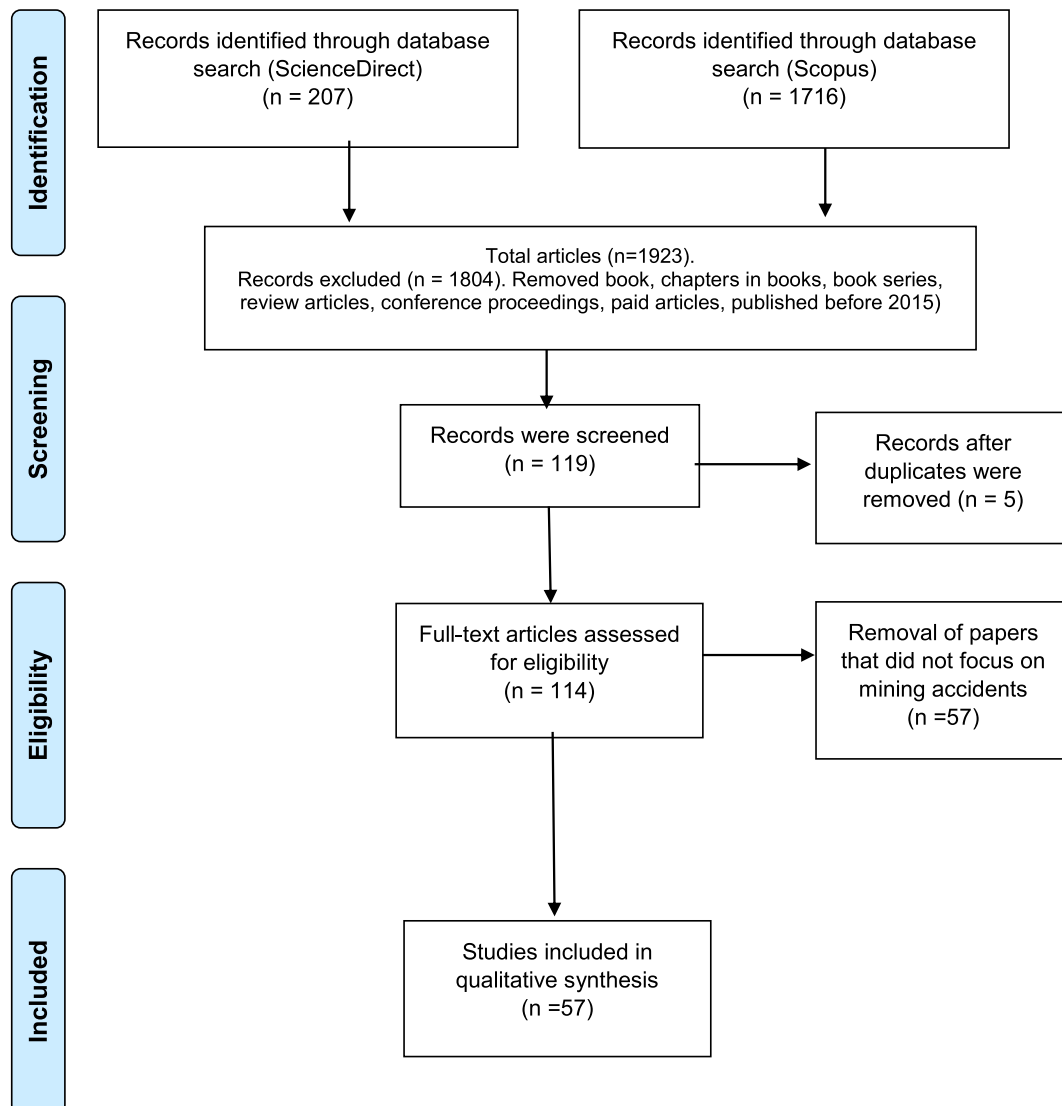 Identification
Records identified through database
search (ScienceDirect)
(n = 207)
Records identified through database
search (Scopus)
(n = 1716)
Total articles (n=1923).
Records excluded (n = 1804). Removed book, chapters in books, book series,
review articles, conference proceedings, paid articles, published before 2015)
Screening
Records were screened
(n = 119)
Records after
duplicates were
removed (n = 5)
Eligibility
Full-text articles assessed
for eligibility
(n = 114)
Removal of papers
that did not focus on
mining accidents
(n =57)
Included
Studies included in
qualitative synthesis
(n =57)